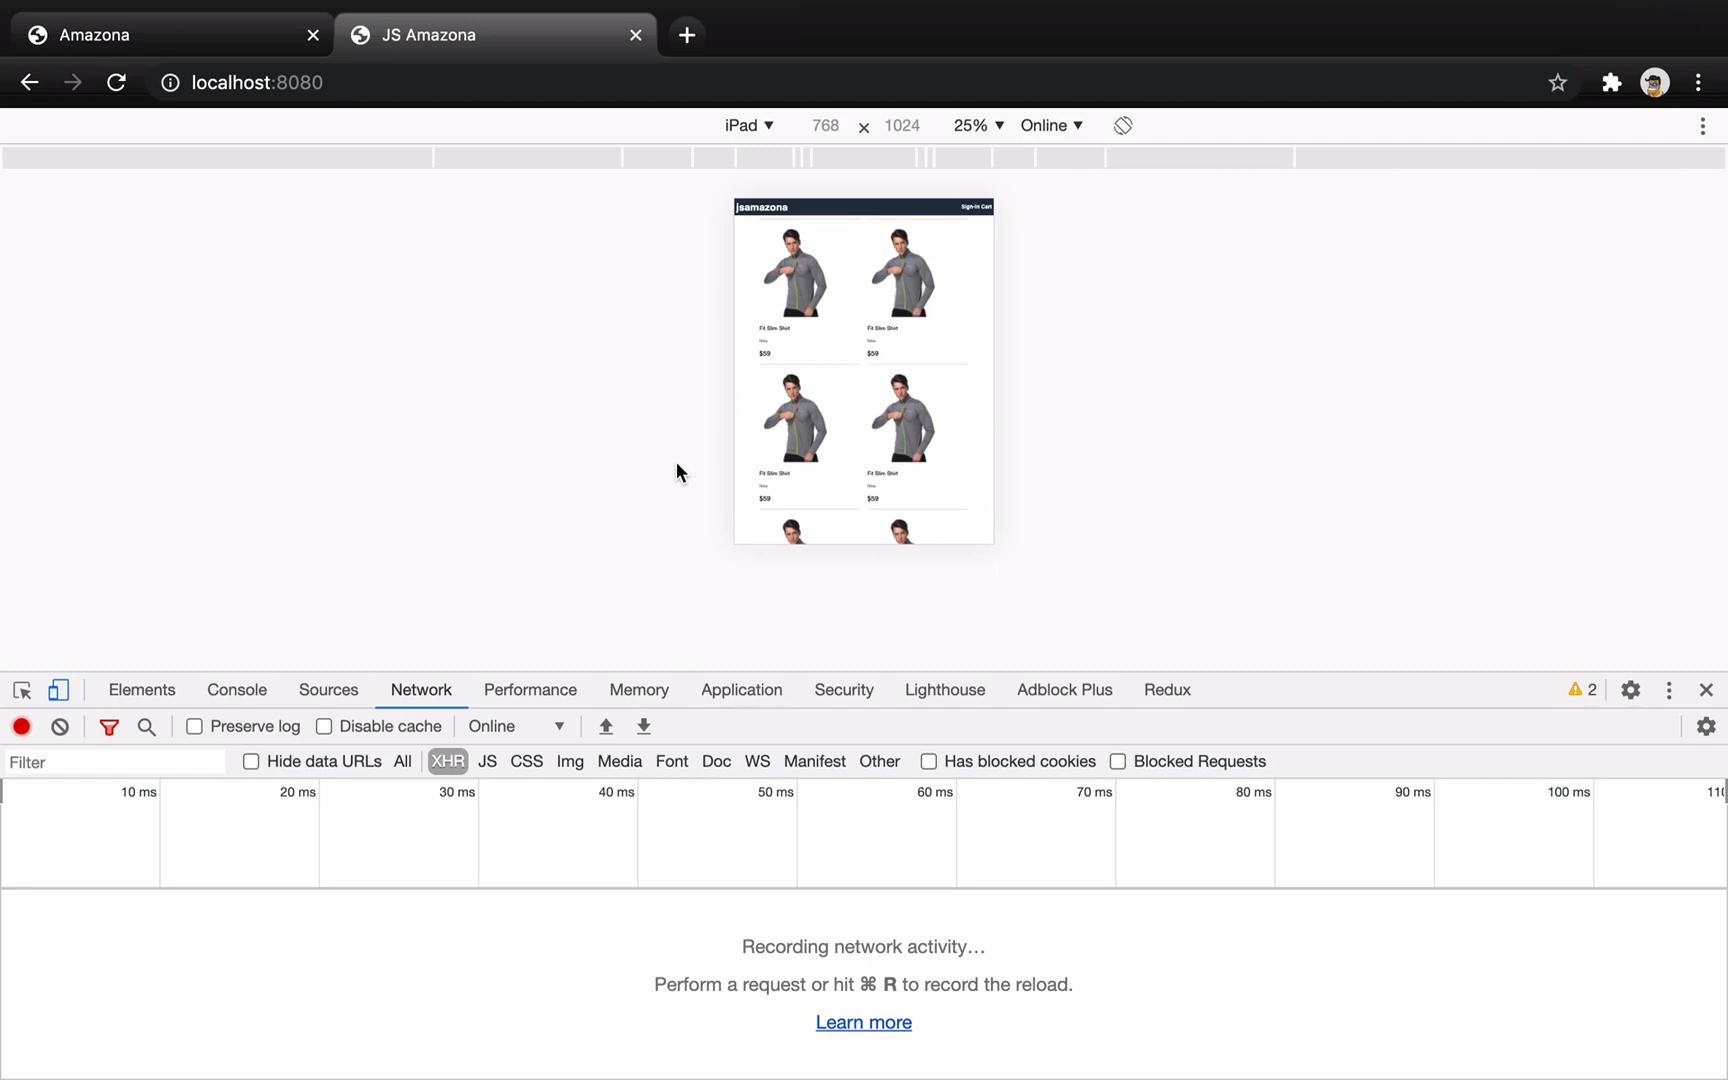 Amazona
JS Amazona
localhost:8080
iPad ▼ 768 × 1024 25% ▼ Online ▼
jsamazona Sign-in Cart
Fit Slim Shirt Fit Slim Shirt
Nike Nike
$59 $59
Fit Slim Shirt Fit Slim Shirt
Nike Nike
$59 $59
Elements Console Sources Network Performance Memory Application Security Lighthouse Adblock Plus Redux 2
Preserve log Disable cache Online ▼
Filter Hide data URLs All XHR JS CSS Img Media Font Doc WS Manifest Other Has blocked cookies Blocked Requests
10 ms 20 ms 30 ms 40 ms 50 ms 60 ms 70 ms 80 ms 90 ms 100 ms
Recording network activity…
Perform a request or hit ⌘ R to record the reload.
Learn more